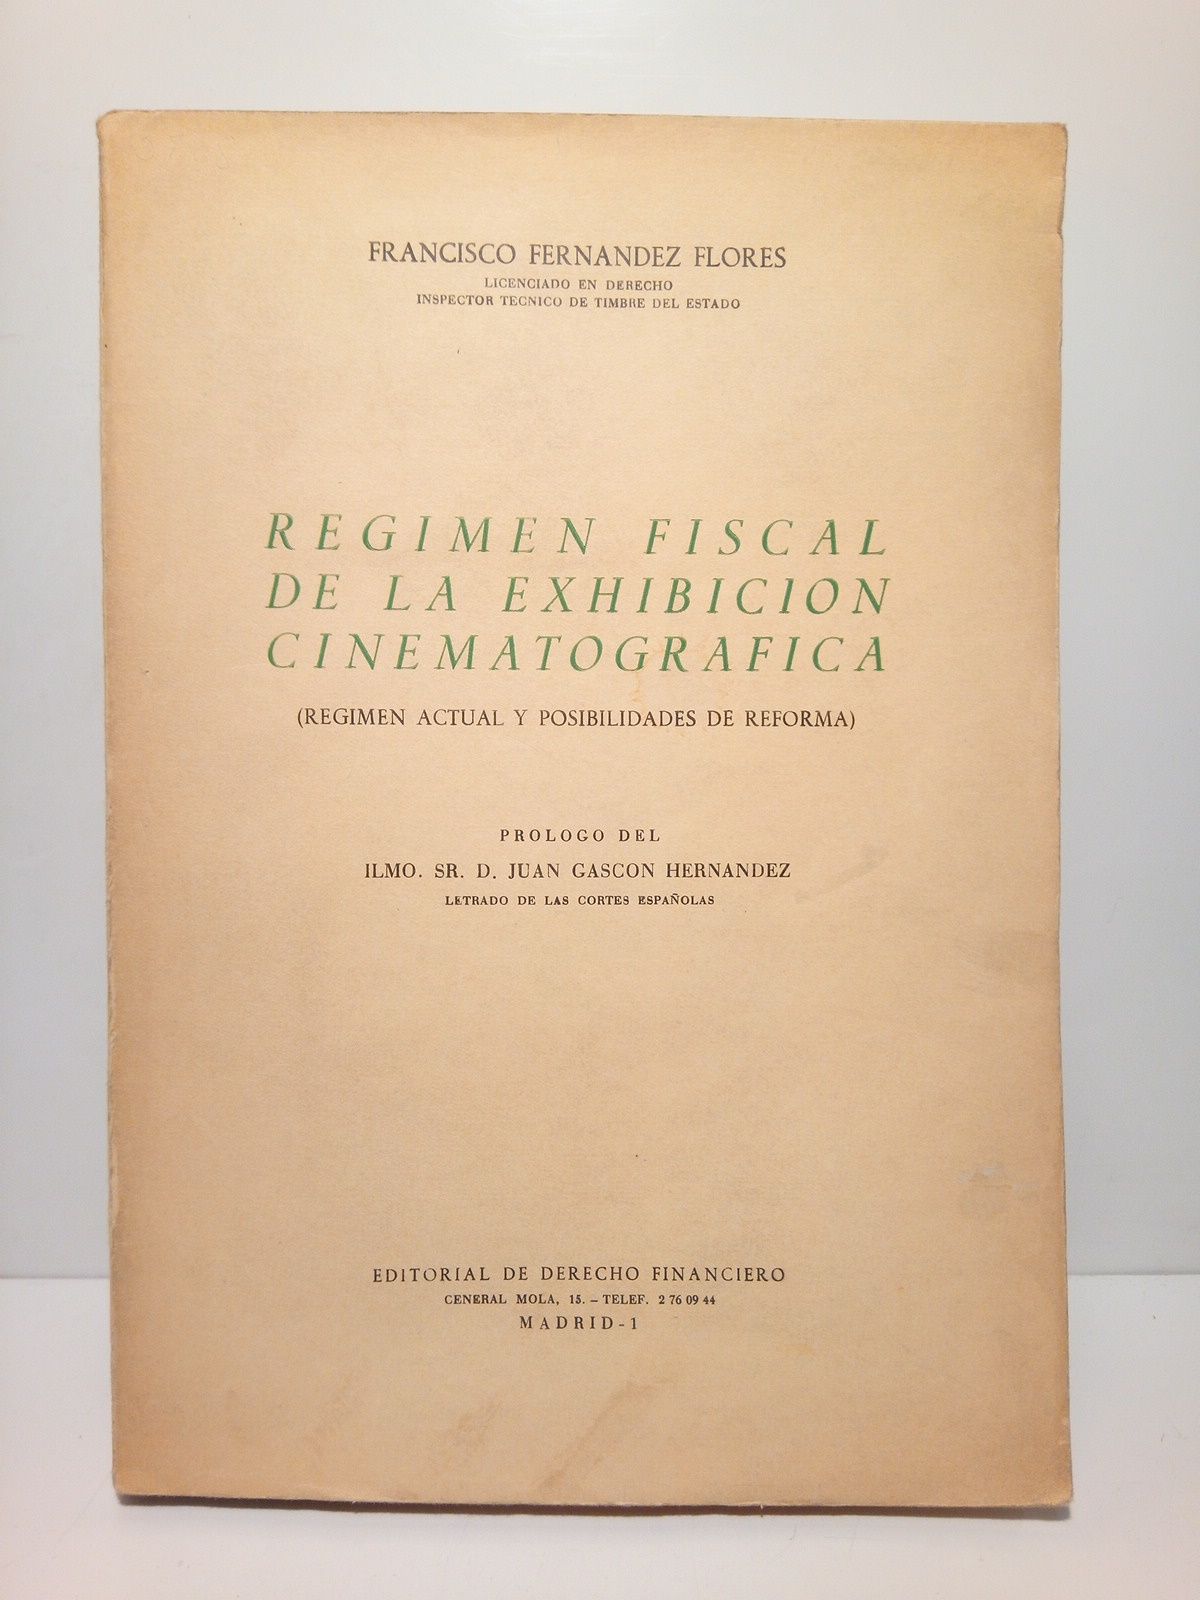 FRANCISCO FERNANDEZ FLORES
LICENCIADO EN DERECHO
INSPECTOR TECNICO DE TIMBRE DEL ESTADO
REGIMEN FISCAL
DE LA EXHIBICION
CINEMATOGRAFICA
(REGIMEN ACTUAL Y POSIBILIDADES DE REFORMA)
PROLOGO DEL
ILMO. SR. D. JUAN GASCON HERNANDEZ
LETRADO DE LAS CORTES ESPAÑOLAS
EDITORIAL DE DERECHO FINANCIERO
GENERAL MOLA, 15. – TELEF. 2 76 09 44
MADRID-1